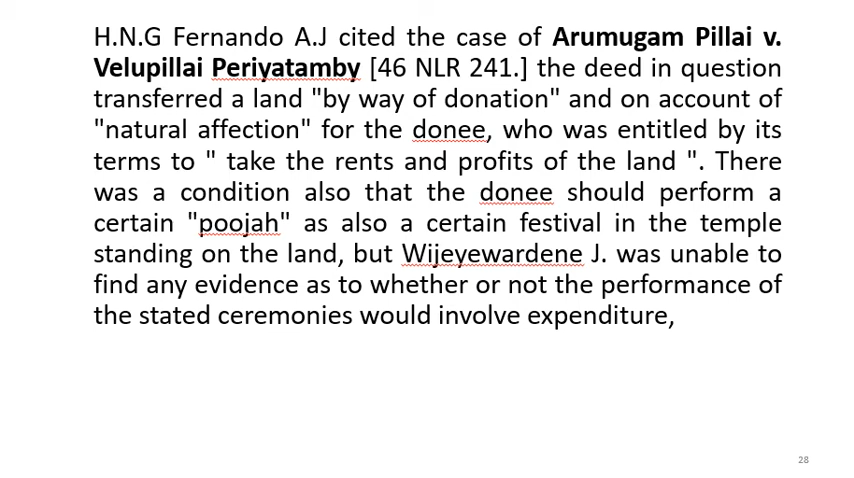 H.N.G Fernando A.J cited the case of Arumugam Pillai v.
Velupillai Periyatamby [46 NLR 241.] the deed in question
transferred a land "by way of donation" and on account of
"natural affection" for the donee, who was entitled by its
terms to " take the rents and profits of the land ". There
was a condition also that the donee should perform a
certain "poojah" as also a certain festival in the temple
standing on the land, but Wijeyewardene J. was unable to
find any evidence as to whether or not the performance of
the stated ceremonies would involve expenditure,
28